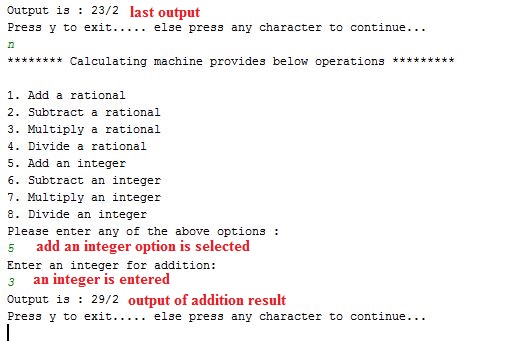 Output is : 23/2 last output
Press y to exit..... else press any character to continue...
n
******** Calculating machine provides below operations *********
1. Add a rational
2. Subtract a rational
3. Multiply a rational
4. Divide a rational
5. Add an integer
6. Subtract an integer
7. Multiply an integer
8. Divide an integer
Please enter any of the above options :
5 add an integer option is selected
Enter an integer for addition:
3 an integer is entered
Output is : 29/2 output of addition result
Press y to exit..... else press any character to continue...